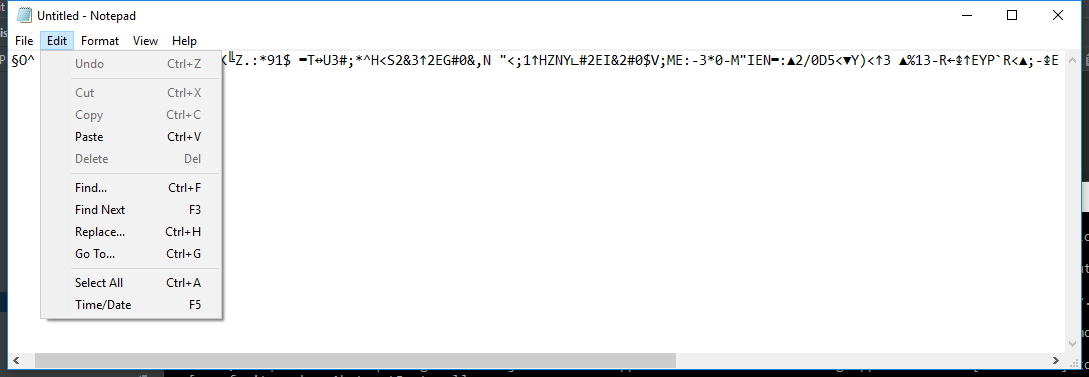 Untitled - Notepad
File Edit Format View Help
§O^ Z.:*91$ =T↔U3#;*^H<S2&3↑2EG#0&,N "<;1↑HZNY∟#2EI&2#0$V;ME:-3*0-M"IEN=:▲2/0D5<▼Y)<↑3 ▲%13-R←↨↑EYP`R<▲;-↨E
Undo Ctrl+Z
Cut Ctrl+X
Copy Ctrl+C
Paste Ctrl+V
Delete Del
Find... Ctrl+F
Find Next F3
Replace... Ctrl+H
Go To... Ctrl+G
Select All Ctrl+A
Time/Date F5